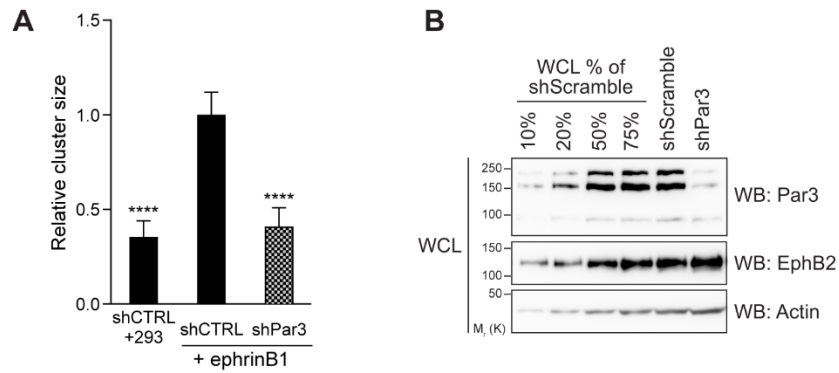 A
Relative cluster size
1.5
1.0
0.5
0.0
****
****
shCTRL
+293
shCTRL shPar3
+ ephrinB1
B
WCL % of
shScramble
10%
20%
50%
75%
shScramble
shPar3
WCL
250
150
100
WB: Par3
150
100
WB: EphB2
50
WB: Actin
Mr (K)